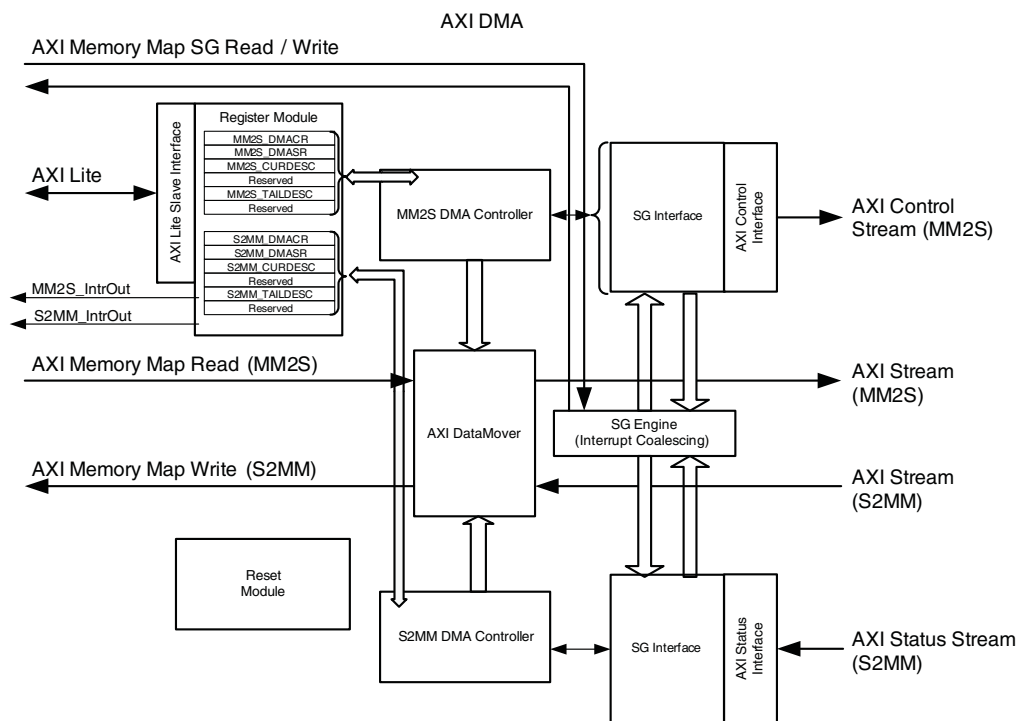 AXI DMA
AXI Memory Map SG Read / Write
AXI Lite Slave Interface
Register Module
MM2S_DMACR
MM2S_DMASR
MM2S_CURDESC
Reserved
MM2S_TAILDESC
Reserved
AXI Lite
MM2S DMA Controller
SG Interface
AXI Control
Interface
AXI Control
Stream (MM2S)
S2MM_DMACR
S2MM_DMASR
S2MM_CURDESC
Reserved
S2MM_TAILDESC
Reserved
MM2S_IntrOut
S2MM_IntrOut
AXI Memory Map Read (MM2S)
AXI Stream
(MM2S)
AXI DataMover
SG Engine
(Interrupt Coalescing)
AXI Memory Map Write (S2MM)
AXI Stream
(S2MM)
Reset
Module
S2MM DMA Controller
SG Interface
AXI Status
Interface
AXI Status Stream
(S2MM)